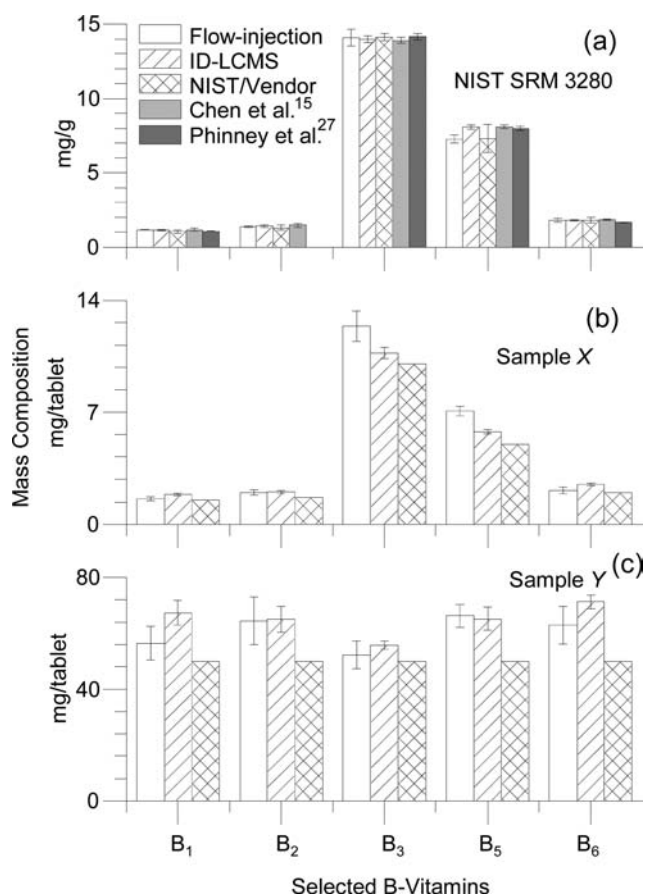 15
10
5
0
mg/g
Flow-injection
ID-LCMS
NIST/Vendor
Chen et al.¹⁵
Phinney et al.²⁷
(a)
NIST SRM 3280
14
7
0
Mass Composition
mg/tablet
(b)
Sample X
80
40
0
mg/tablet
Sample Y
(c)
B₁ B₂ B₃ B₅ B₆
Selected B-Vitamins